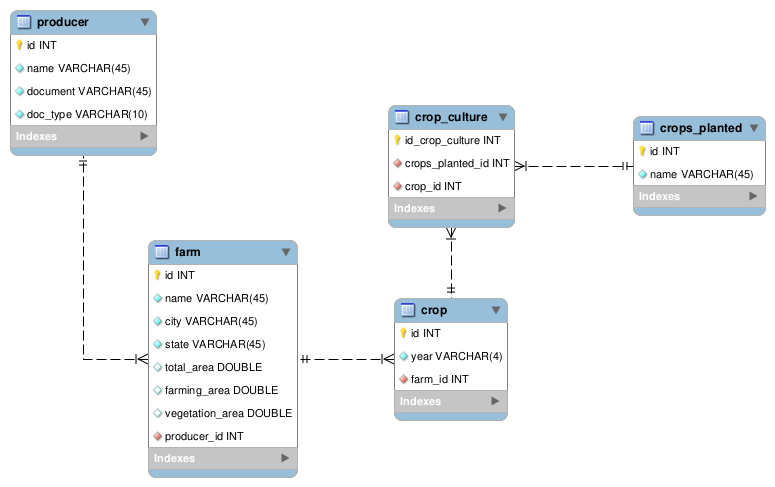 producer
id INT
name VARCHAR(45)
document VARCHAR(45)
doc_type VARCHAR(10)
Indexes
farm
id INT
name VARCHAR(45)
city VARCHAR(45)
state VARCHAR(45)
total_area DOUBLE
farming_area DOUBLE
vegetation_area DOUBLE
producer_id INT
Indexes
crop_culture
id_crop_culture INT
crops_planted_id INT
crop_id INT
Indexes
crop
id INT
year VARCHAR(4)
farm_id INT
Indexes
crops_planted
id INT
name VARCHAR(45)
Indexes